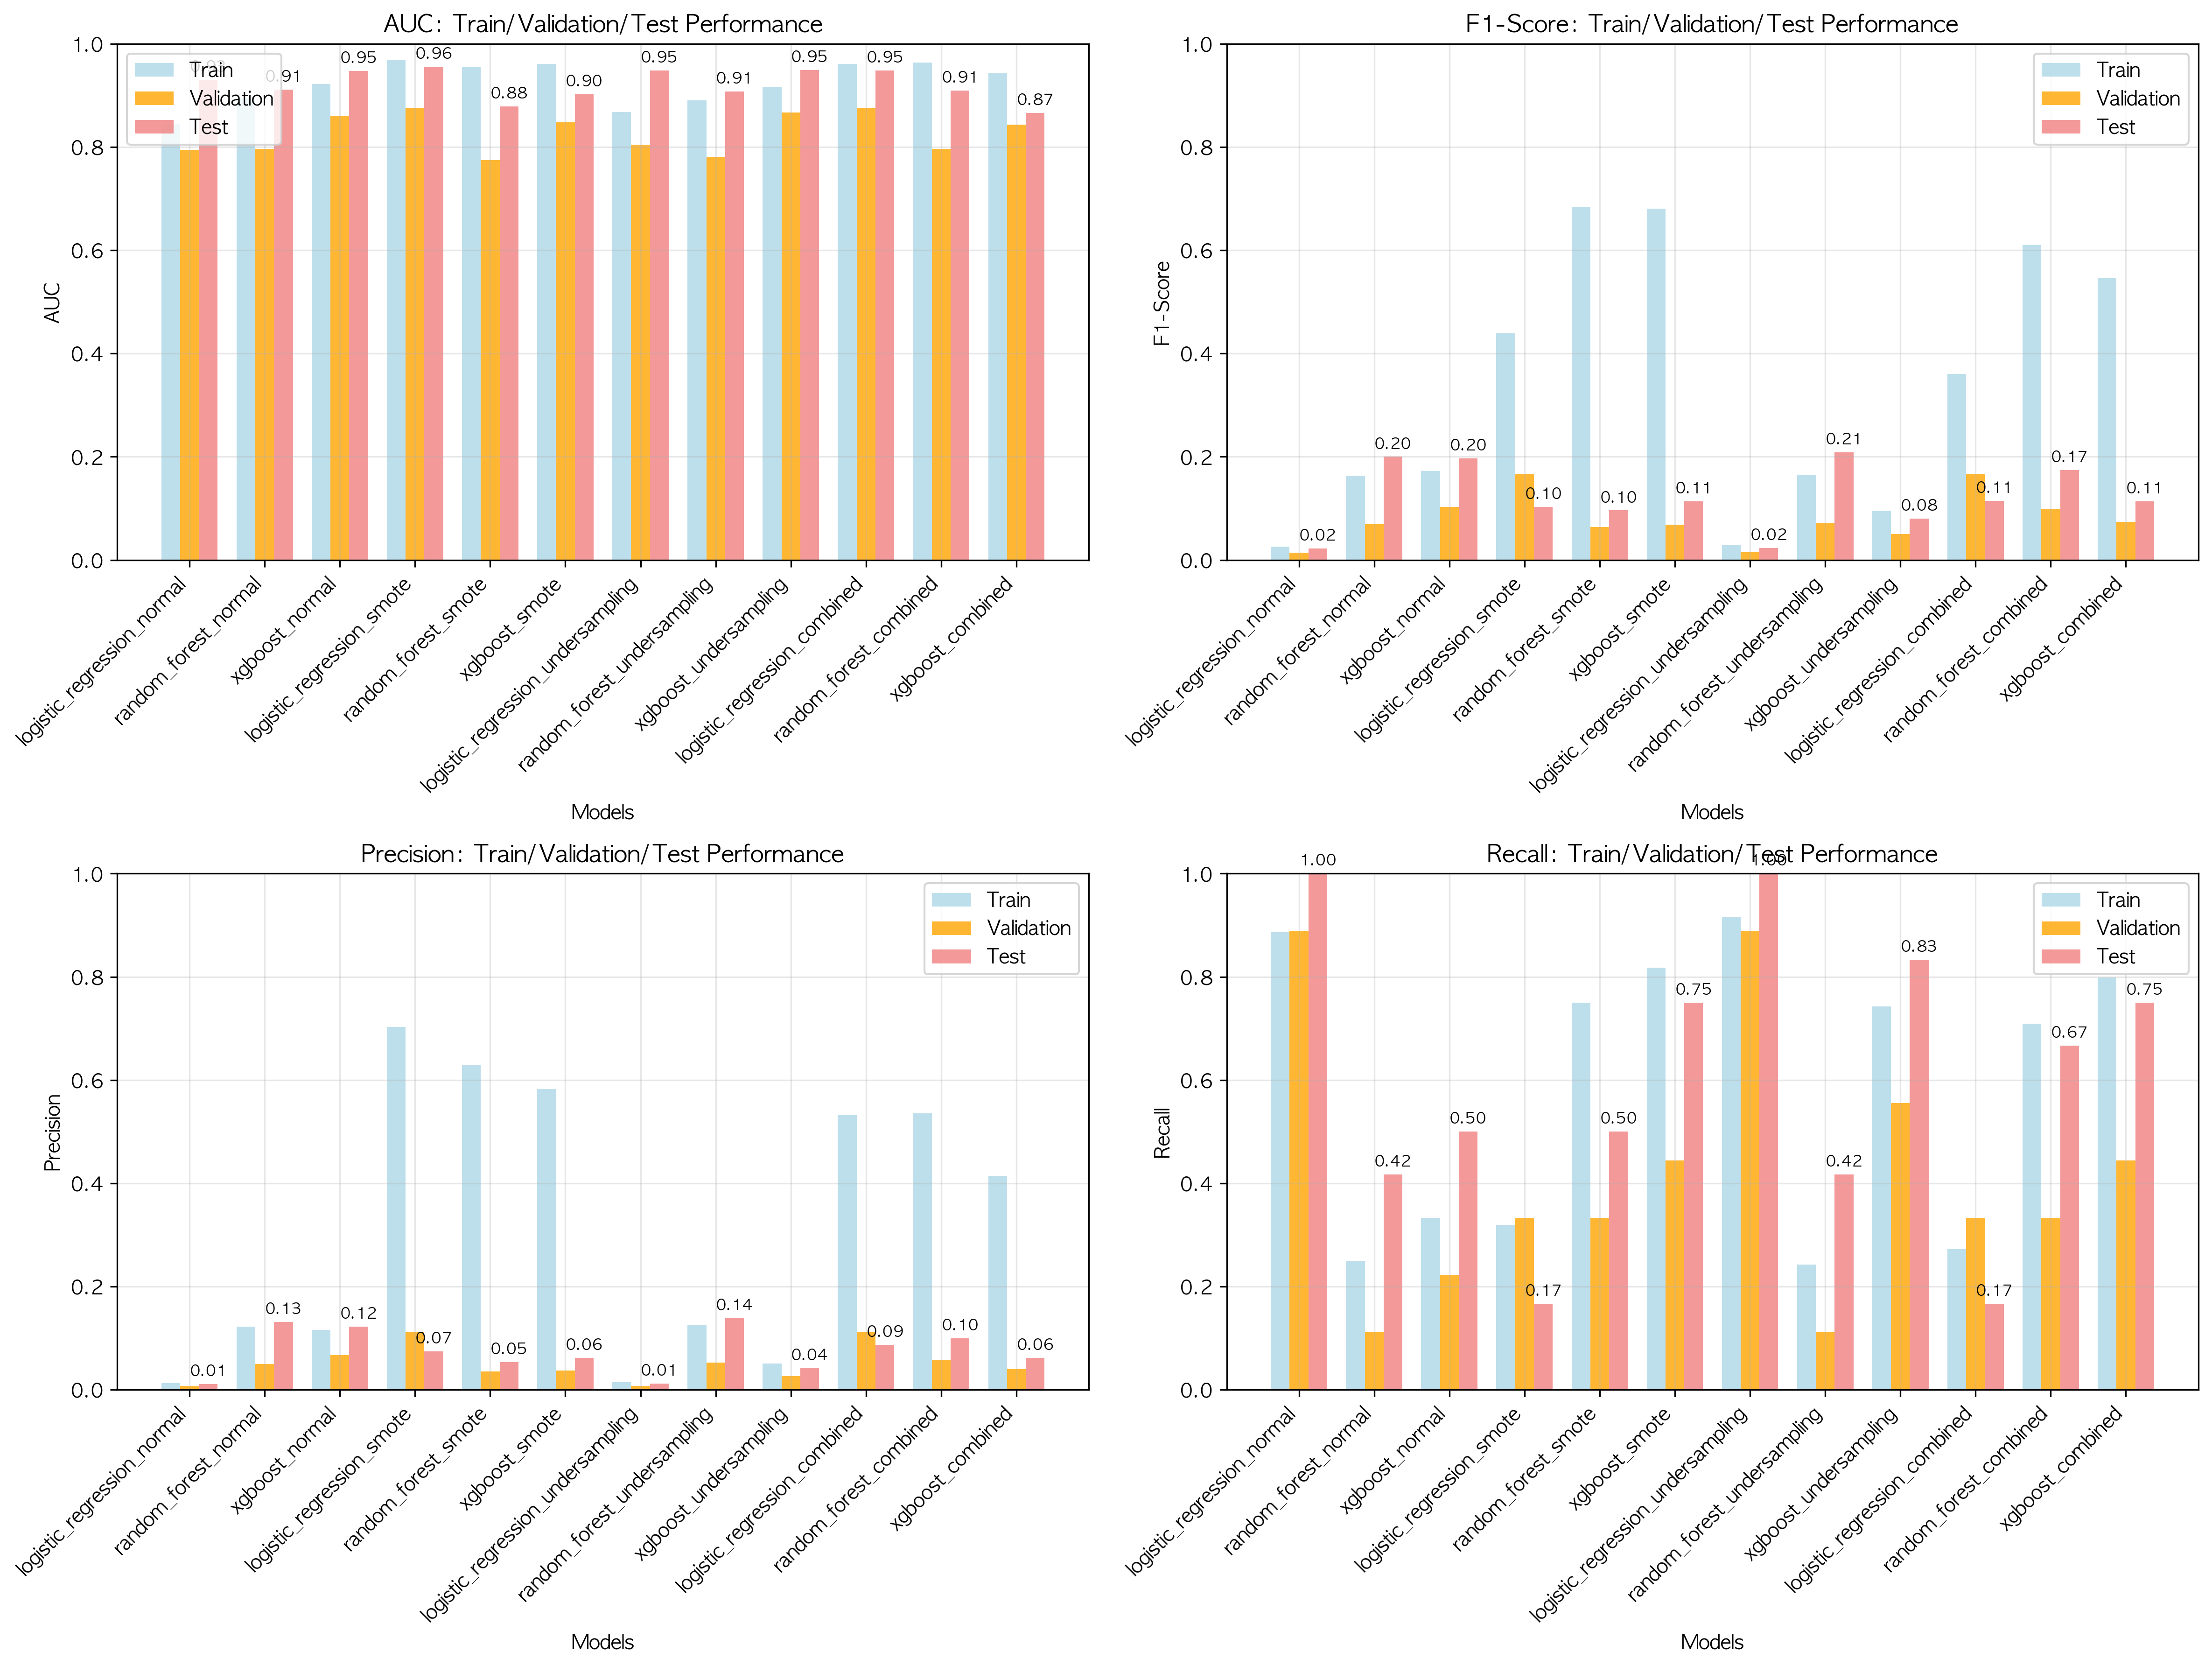 AUC: Train/Validation/Test Performance
1.0
0.8
0.6
0.4
0.2
0.0
AUC
Train
Validation
Test
0.91
0.95
0.96
0.88
0.90
0.95
0.91
0.95
0.95
0.91
0.87
logistic_regression_normal
random_forest_normal
xgboost_normal
logistic_regression_smote
random_forest_smote
xgboost_smote
logistic_regression_undersampling
random_forest_undersampling
xgboost_undersampling
logistic_regression_combined
random_forest_combined
xgboost_combined
Models
F1-Score: Train/Validation/Test Performance
1.0
0.8
0.6
0.4
0.2
0.0
F1-Score
Train
Validation
Test
0.02
0.20
0.20
0.10
0.10
0.11
0.02
0.21
0.08
0.11
0.17
0.11
logistic_regression_normal
random_forest_normal
xgboost_normal
logistic_regression_smote
random_forest_smote
xgboost_smote
logistic_regression_undersampling
random_forest_undersampling
xgboost_undersampling
logistic_regression_combined
random_forest_combined
xgboost_combined
Models
Precision: Train/Validation/Test Performance
1.0
0.8
0.6
0.4
0.2
0.0
Precision
Train
Validation
Test
0.01
0.13
0.12
0.07
0.05
0.06
0.01
0.14
0.04
0.09
0.10
0.06
logistic_regression_normal
random_forest_normal
xgboost_normal
logistic_regression_smote
random_forest_smote
xgboost_smote
logistic_regression_undersampling
random_forest_undersampling
xgboost_undersampling
logistic_regression_combined
random_forest_combined
xgboost_combined
Models
Recall: Train/Validation/Test Performance
1.0
0.8
0.6
0.4
0.2
0.0
Recall
Train
Validation
Test
1.00
0.42
0.50
0.17
0.50
0.75
1.00
0.42
0.83
0.17
0.67
0.75
logistic_regression_normal
random_forest_normal
xgboost_normal
logistic_regression_smote
random_forest_smote
xgboost_smote
logistic_regression_undersampling
random_forest_undersampling
xgboost_undersampling
logistic_regression_combined
random_forest_combined
xgboost_combined
Models